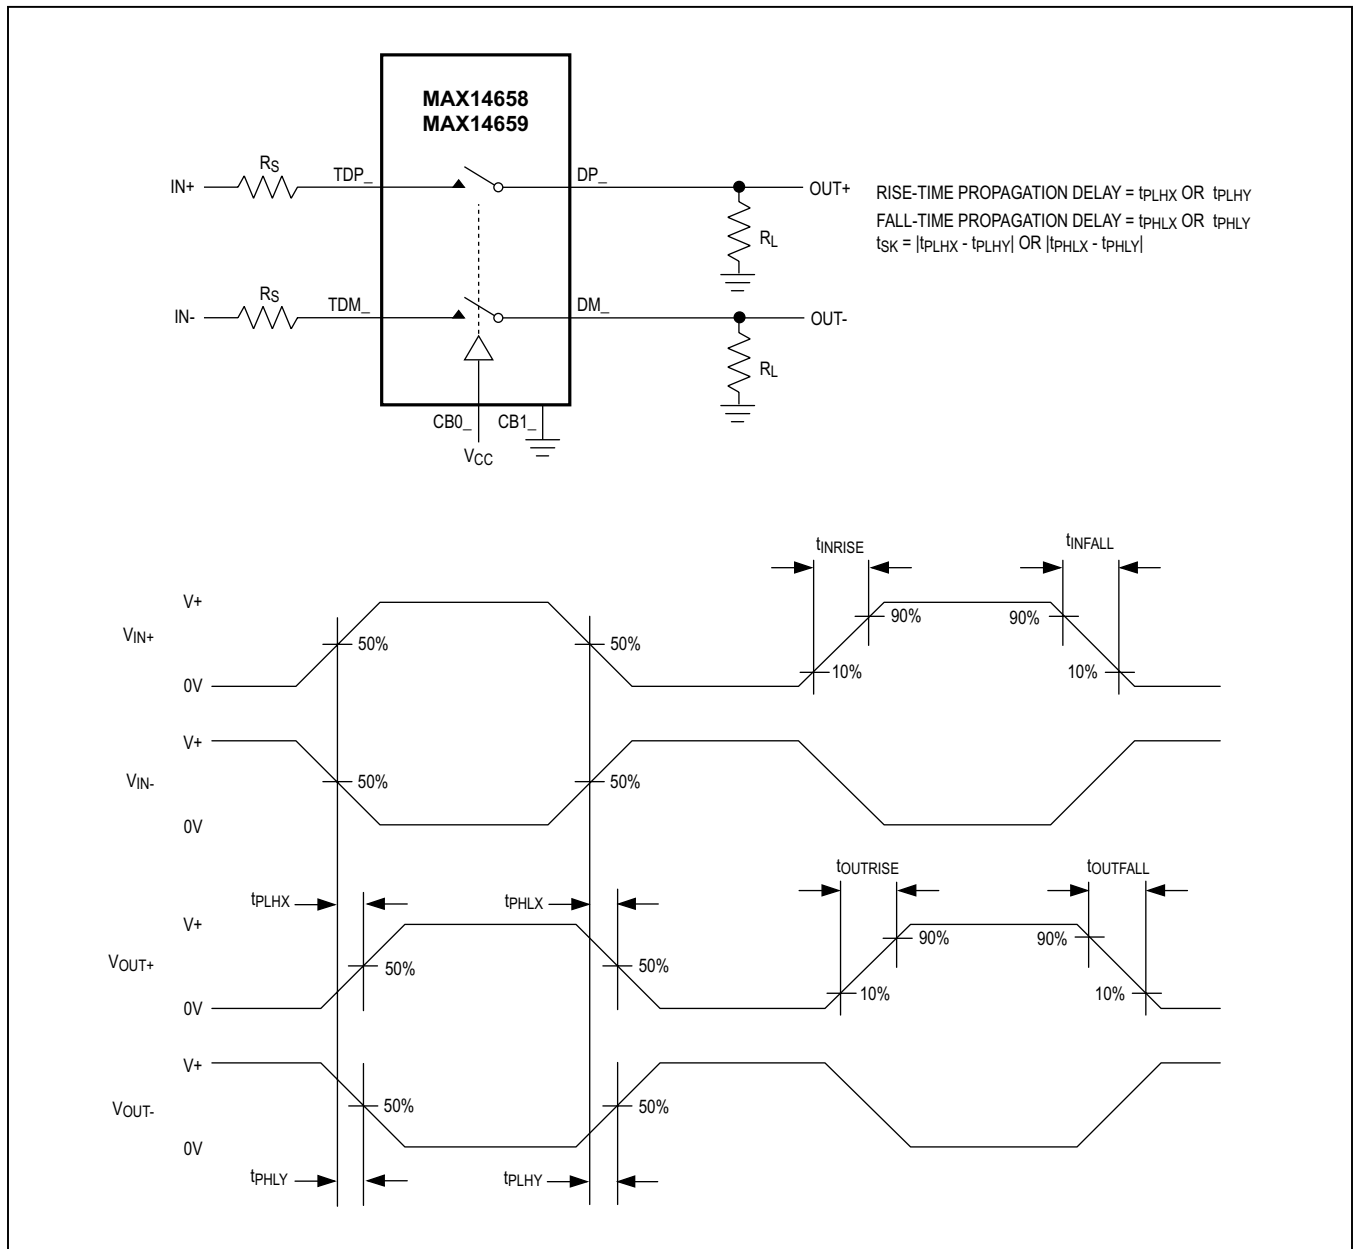 MAX14658
MAX14659
RS
TDP_
DP_
IN+
OUT+
RISE-TIME PROPAGATION DELAY = tPLHX OR tPLHY
FALL-TIME PROPAGATION DELAY = tPHLX OR tPHLY
tSK = |tPLHX - tPLHY| OR |tPHLX - tPHLY|
RL
RS
TDM_
DM_
IN-
OUT-
RL
CB0_
CB1_
VCC
tINRISE
tINFALL
V+
VIN+
0V
50%
50%
90%
90%
10%
10%
V+
VIN-
0V
50%
50%
tOUTRISE
tOUTFALL
tPLHX
tPHLX
V+
VOUT+
0V
50%
50%
90%
90%
10%
10%
V+
VOUT-
0V
50%
50%
tPHLY
tPLHY